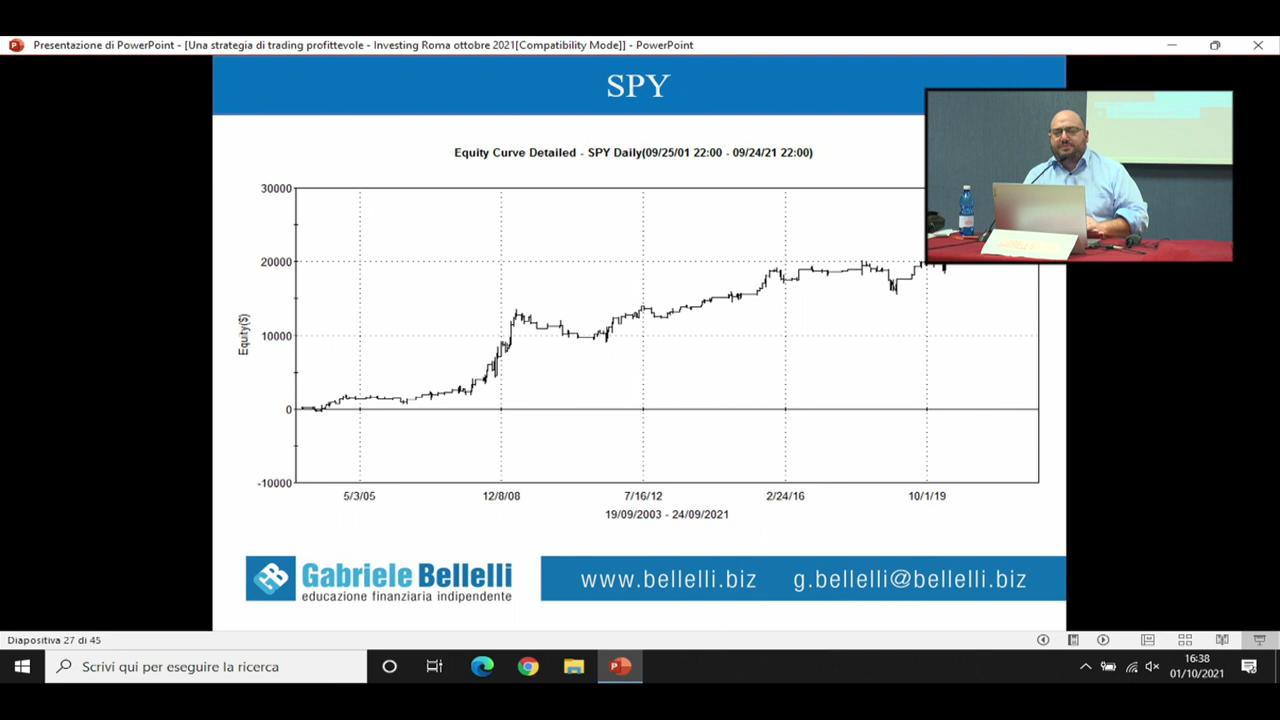 Presentazione di PowerPoint - [Una strategia di trading profittevole - Investing Roma ottobre 2021[Compatibility Mode]] - PowerPoint
SPY
Equity Curve Detailed - SPY Daily(09/25/01 22:00 - 09/24/21 22:00)
30000
20000
10000
0
-10000
Equity($)
5/3/05 12/8/08 7/16/12 2/24/16 10/1/19
19/09/2003 - 24/09/2021
Gabriele Bellelli
educazione finanziaria indipendente
www.bellelli.biz g.bellelli@bellelli.biz
Diapositiva 27 di 45
Scrivi qui per eseguire la ricerca
16:38
01/10/2021